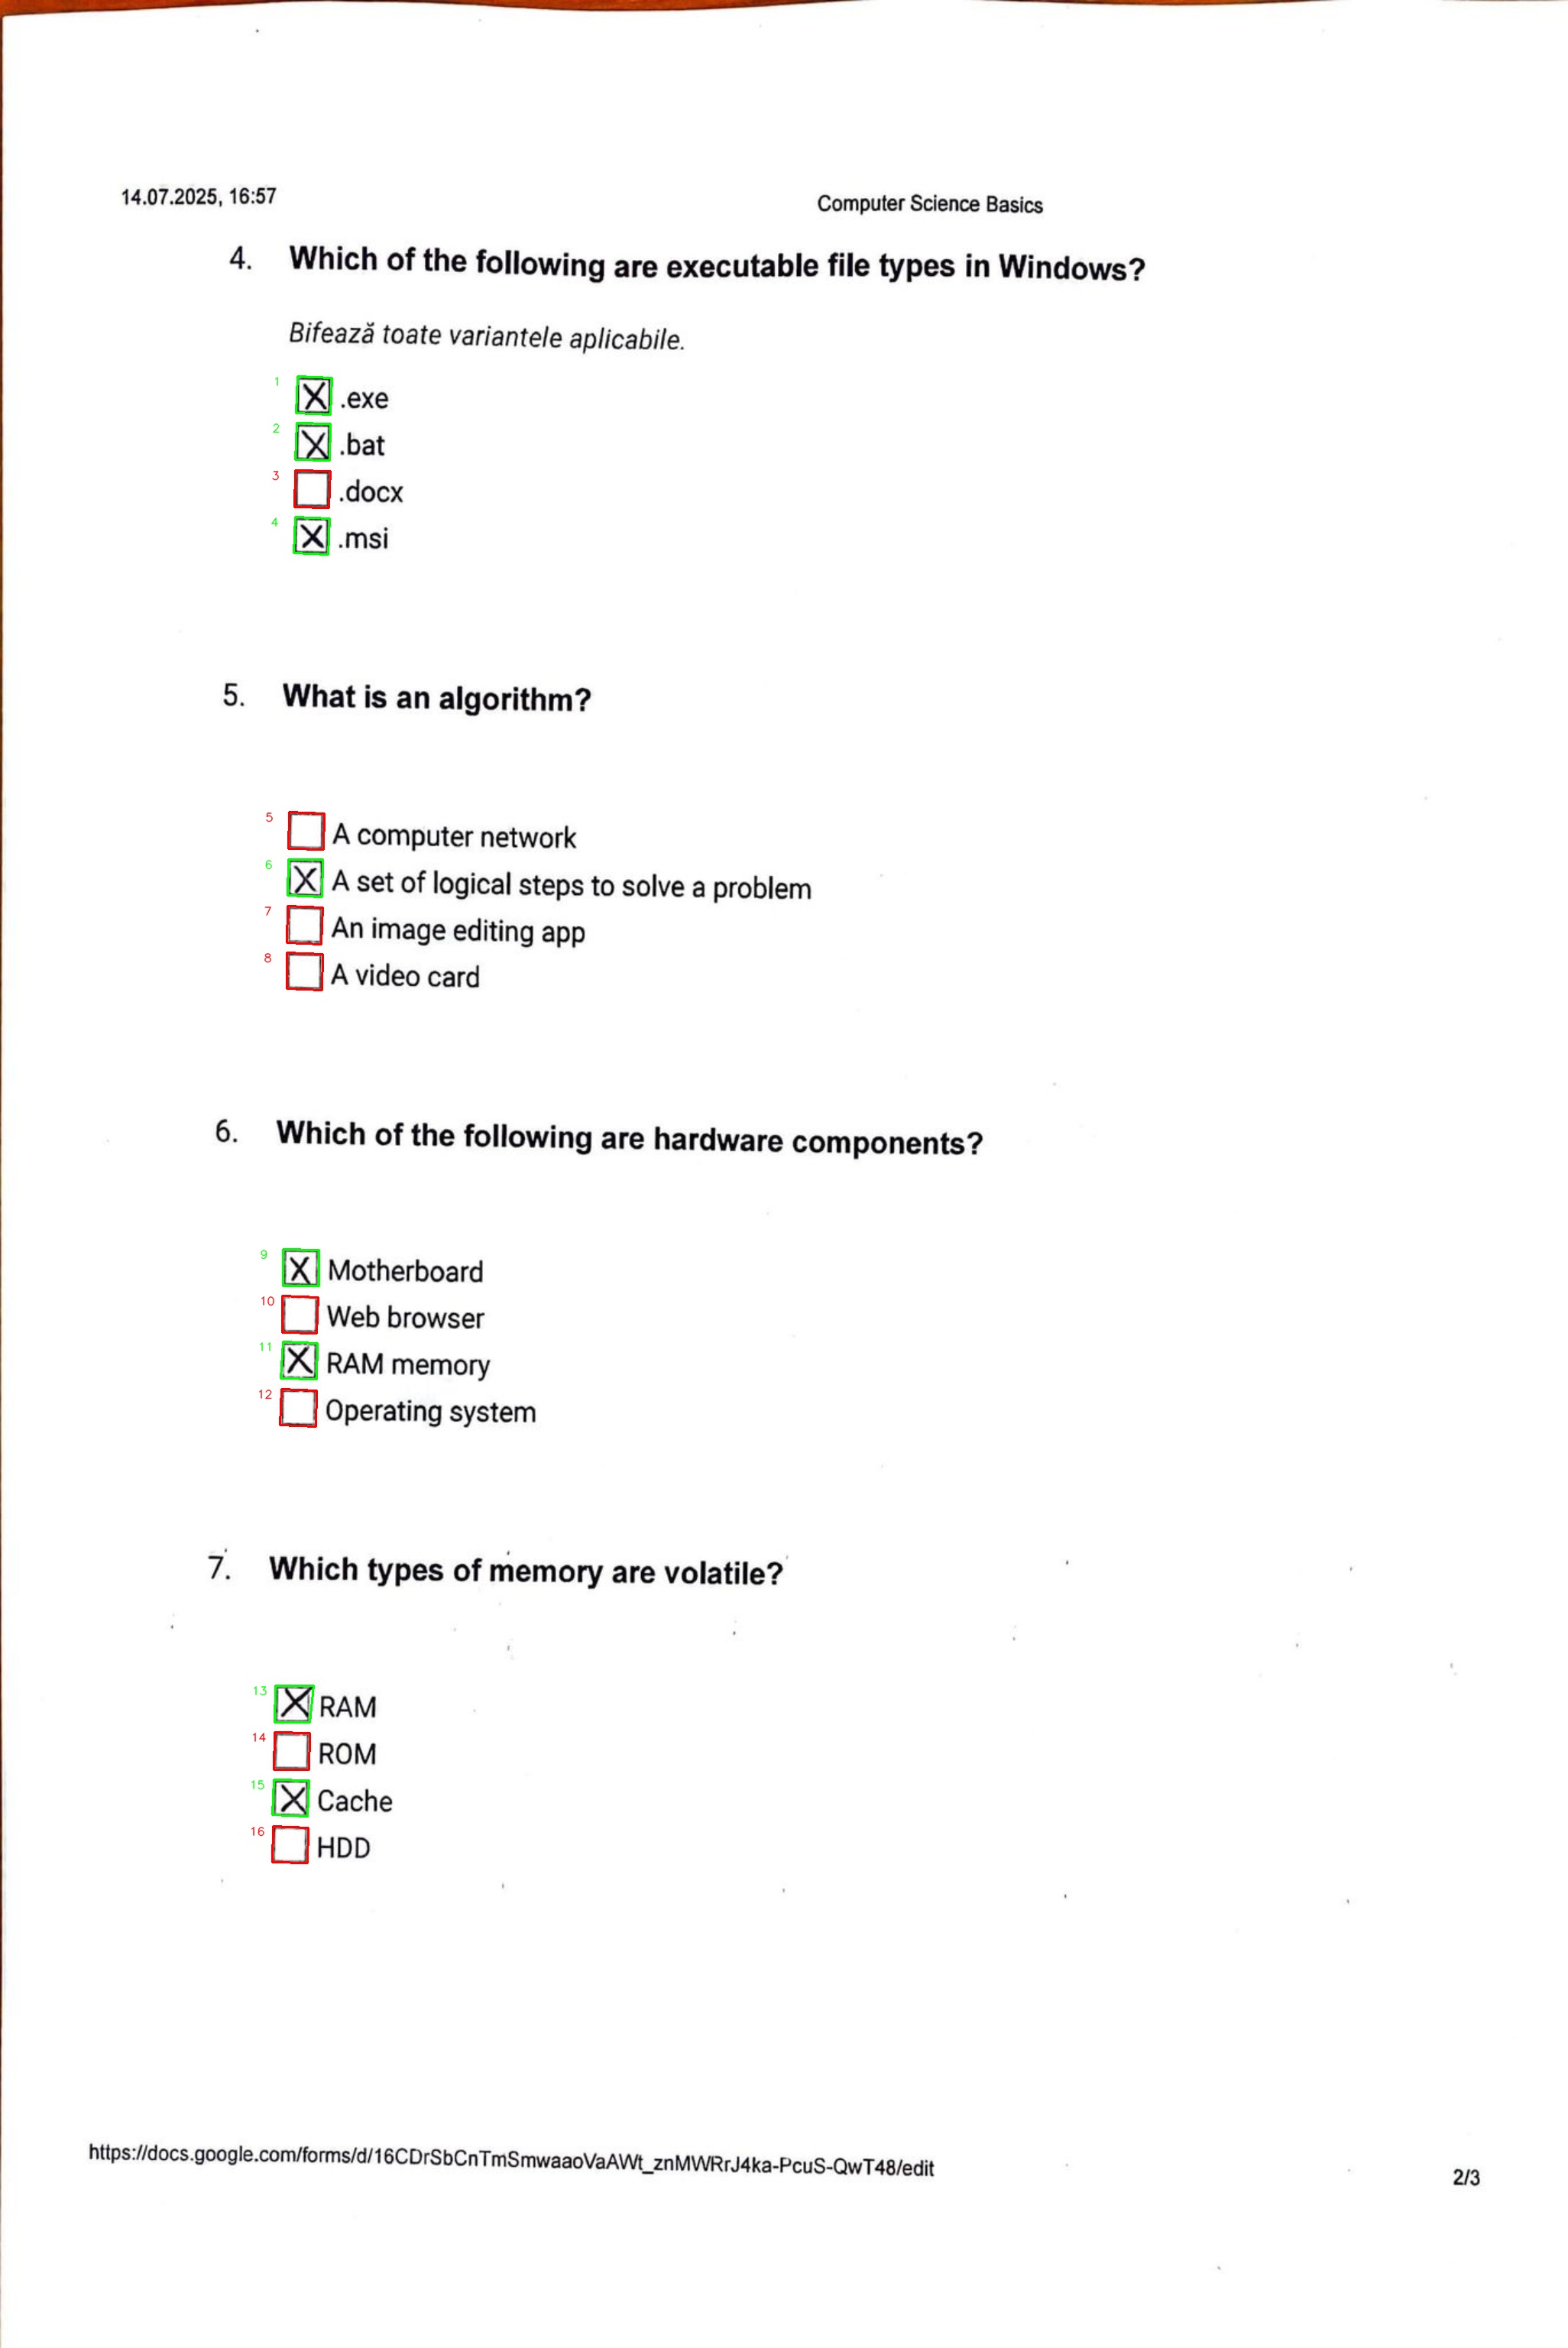 14.07.2025, 16:57
Computer Science Basics
4. Which of the following are executable file types in Windows?
Bifează toate variantele aplicabile.
1 X .exe
2 X .bat
3 .docx
4 X .msi
5. What is an algorithm?
5 A computer network
6 X A set of logical steps to solve a problem
7 An image editing app
8 A video card
6. Which of the following are hardware components?
9 X Motherboard
10 Web browser
11 X RAM memory
12 Operating system
7. Which types of memory are volatile?
13 X RAM
14 ROM
15 X Cache
16 HDD
https://docs.google.com/forms/d/16CDrSbCnTmSmwaaoVaAWt_znMWRrJ4ka-PcuS-QwT48/edit
2/3